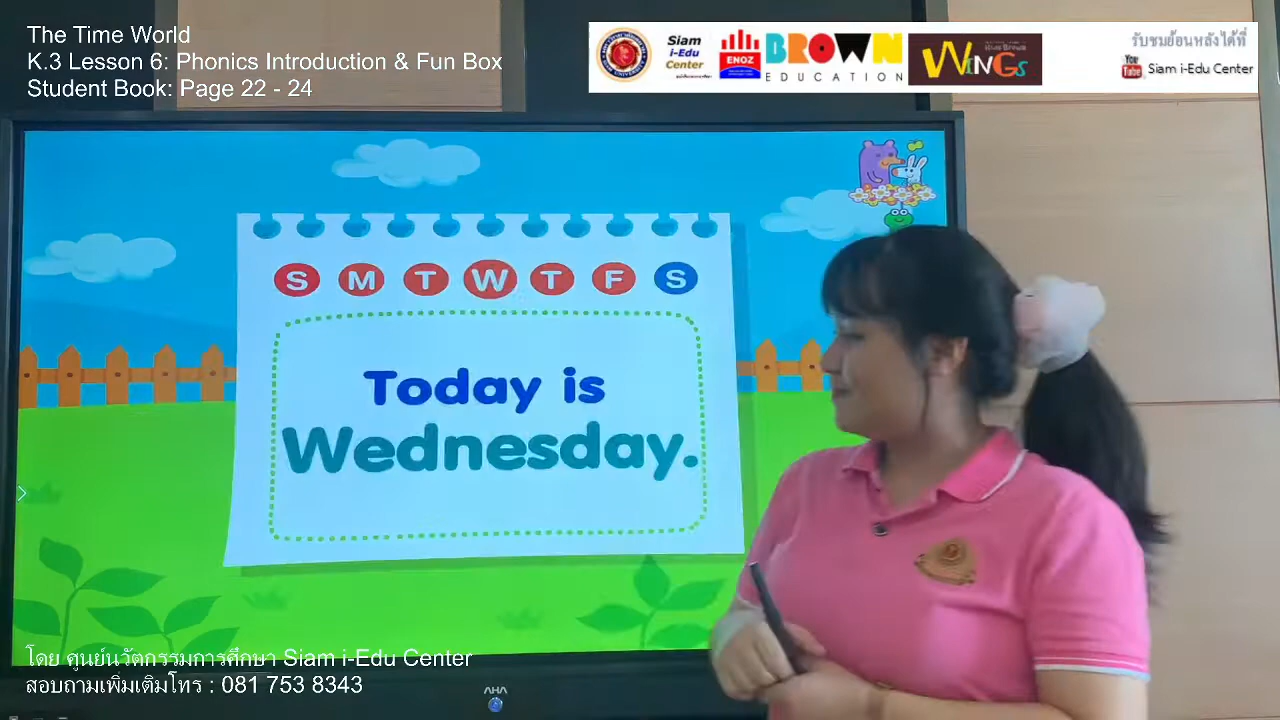 The Time World
K.3 Lesson 6: Phonics Introduction & Fun Box
Student Book: Page 22 - 24
Siam
i-Edu
Center
ENOZ
BROWN
EDUCATION
WiNGS
รับชมย้อนหลังได้ที่
You
Tube
Siam i-Edu Center
S M T W T F S
Today is
Wednesday.
โดย ศูนย์นวัตกรรมการศึกษา Siam i-Edu Center
สอบถามเพิ่มเติมโทร : 081 753 8343
AHA